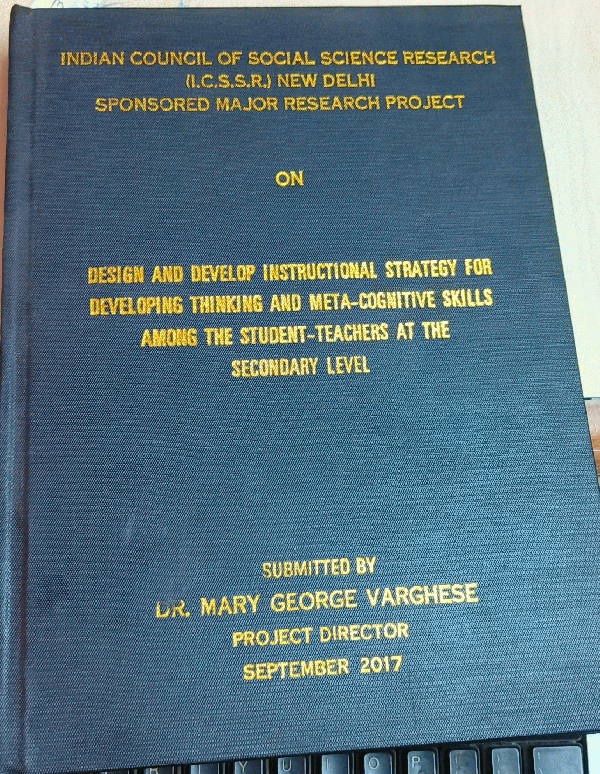 INDIAN COUNCIL OF SOCIAL SCIENCE RESEARCH
(I.C.S.S.R.) NEW DELHI
SPONSORED MAJOR RESEARCH PROJECT
ON
DESIGN AND DEVELOP INSTRUCTIONAL STRATEGY FOR
DEVELOPING THINKING AND META-COGNITIVE SKILLS
AMONG THE STUDENT-TEACHERS AT THE
SECONDARY LEVEL
SUBMITTED BY
DR. MARY GEORGE VARGHESE
PROJECT DIRECTOR
SEPTEMBER 2017
R Y U I O P